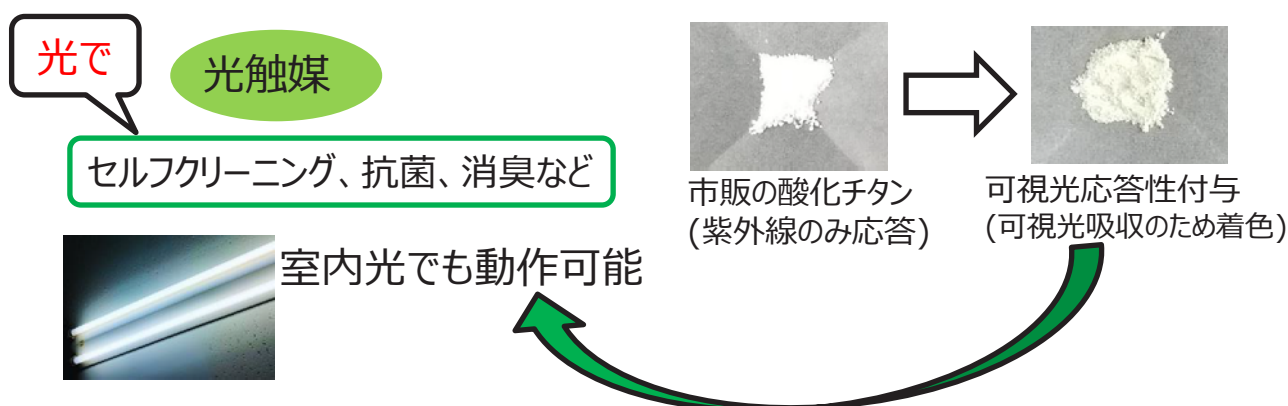 光で
光触媒
セルフクリーニング、抗菌、消臭など
室内光でも動作可能
市販の酸化チタン
(紫外線のみ応答)
可視光応答性付与
(可視光吸収のため着色)